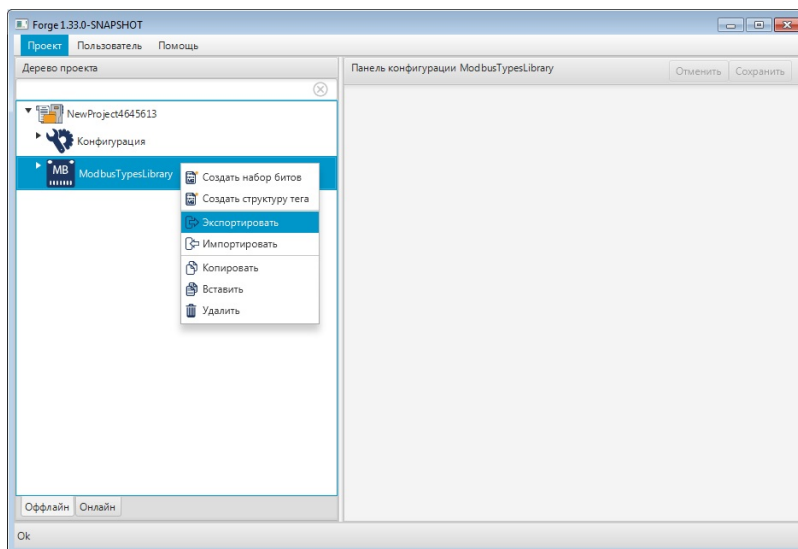 Forge 1.33.0-SNAPSHOT
Проект Пользователь Помощь
Дерево проекта
Панель конфигурации ModbusTypesLibrary
Отменить Сохранить
NewProject4645613
Конфигурация
MB
ModbusTypesLibrary
Создать набор битов
Создать структуру тега
Экспортировать
Импортировать
Копировать
Вставить
Удалить
Оффлайн Онлайн
Ok